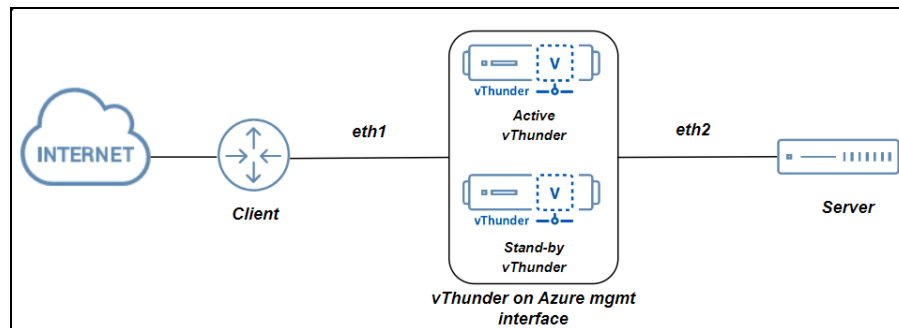 V
vThunder
Active
vThunder
INTERNET
eth1
eth2
Client
V
vThunder
Stand-by
vThunder
Server
vThunder on Azure mgmt
interface